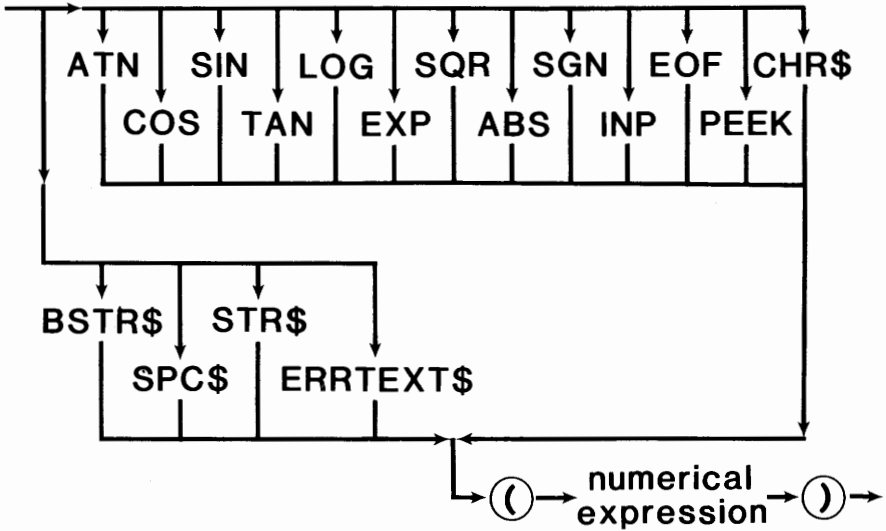 ATN SIN LOG SQR SGN EOF CHR$
COS TAN EXP ABS INP PEEK
BSTR$ STR$
SPC$ ERRTEXT$
( numerical expression )